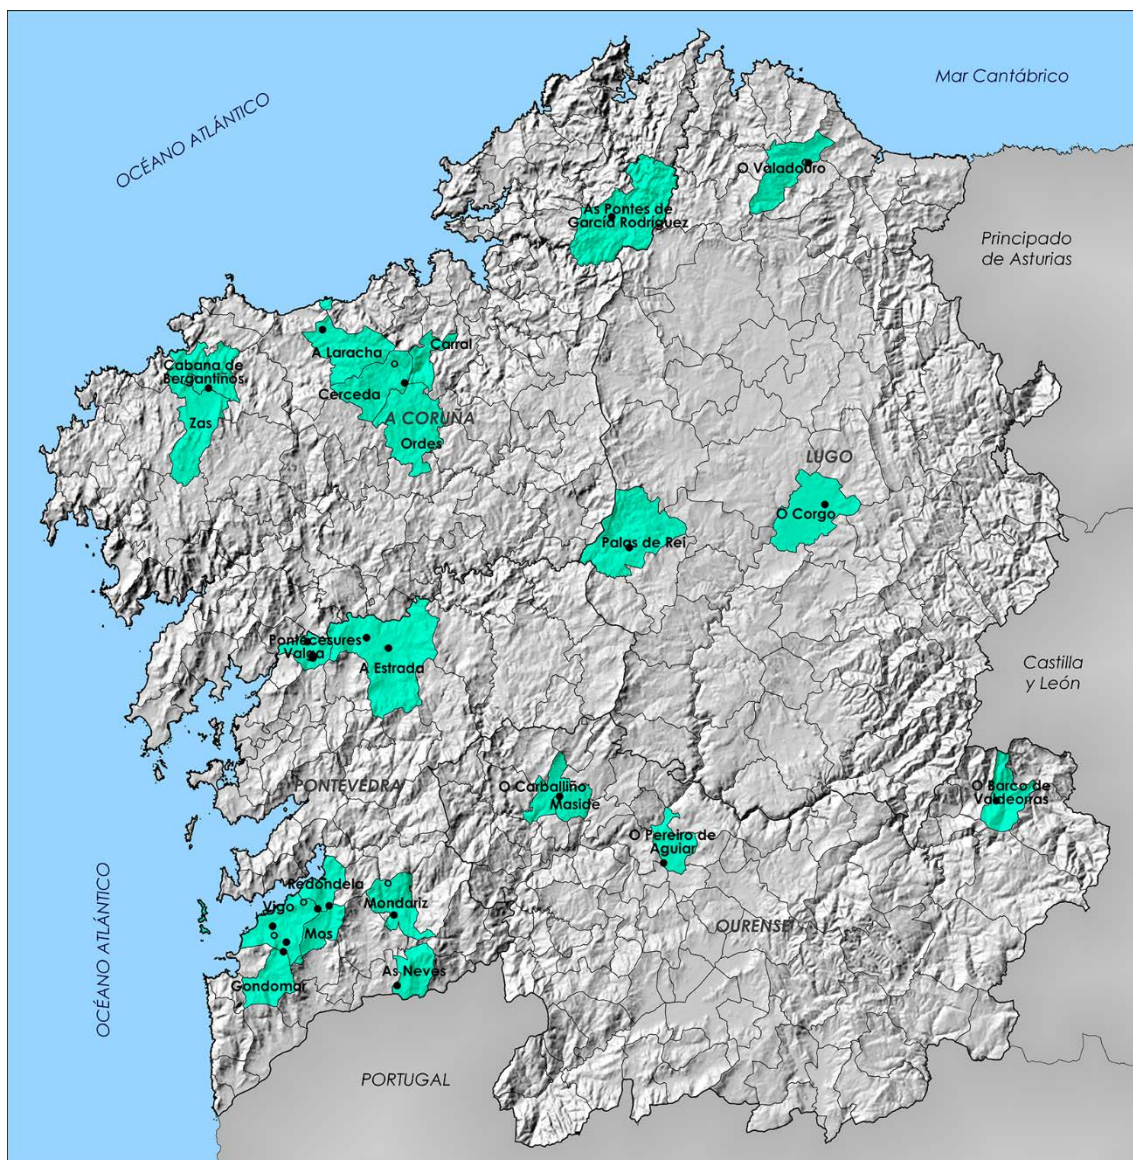 Mar Cantábrico
OCÉANO ATLÁNTICO
O Valadouro
As Pontes de
García Rodríguez
Principado
de Asturias
A Laracha
Carral
Cabana de
Bergantiños
Cerceda
A CORUÑA
Zas
Ordes
LUGO
O Corgo
Palas de Rei
Pontecesures
Valga
A Estrada
Castilla
y León
PONTEVEDRA
O Carballiño
Maside
O Barco de
Valdeorras
O Pereiro de
Aguiar
Redondela
Vigo
Mondariz
Mos
OURENSE
OCÉANO ATLÁNTICO
As Neves
Gondomar
PORTUGAL